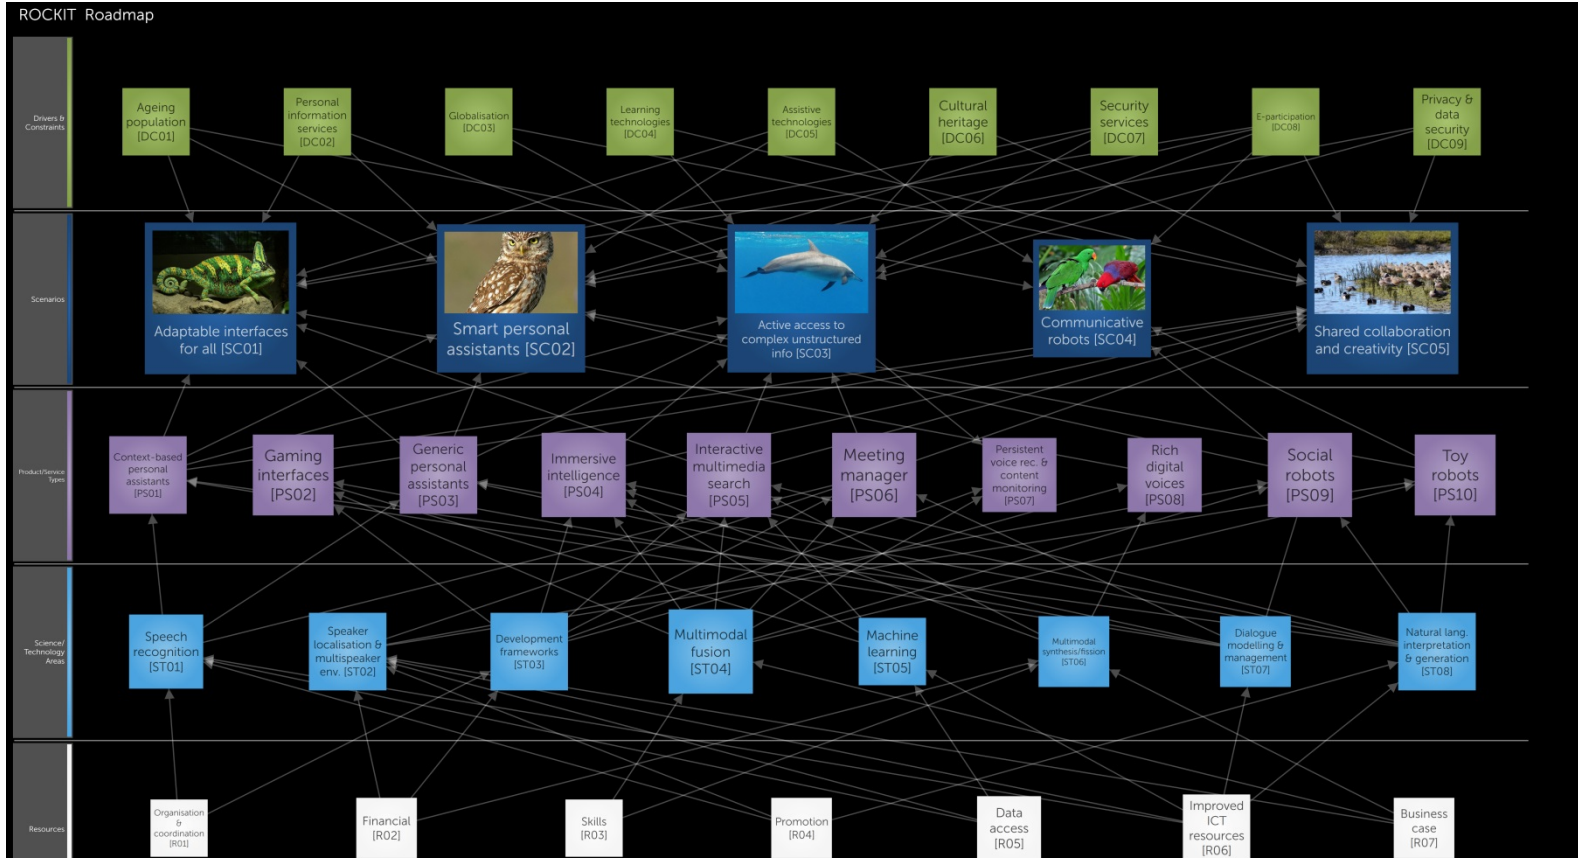 ROCKIT Roadmap
Drivers &
Constraints
Ageing
population
[DC01]
Personal
information
services
[DC02]
Globalisation
[DC03]
Learning
technologies
[DC04]
Assistive
technologies
[DC05]
Cultural
heritage
[DC06]
Security
services
[DC07]
E-participation
[DC08]
Privacy &
data
security
[DC09]
Scenarios
Adaptable interfaces
for all [SC01]
Smart personal
assistants [SC02]
Active access to
complex unstructured
info [SC03]
Communicative
robots [SC04]
Shared collaboration
and creativity [SC05]
Product/Service
Types
Context-based
personal
assistants
[PS01]
Gaming
interfaces
[PS02]
Generic
personal
assistants
[PS03]
Immersive
intelligence
[PS04]
Interactive
multimedia
search
[PS05]
Meeting
manager
[PS06]
Persistent
voice rec. &
content
monitoring
[PS07]
Rich
digital
voices
[PS08]
Social
robots
[PS09]
Toy
robots
[PS10]
Science/
Technology
Areas
Speech
recognition
[ST01]
Speaker
localisation &
multispeaker
env. [ST02]
Development
frameworks
[ST03]
Multimodal
fusion
[ST04]
Machine
learning
[ST05]
Multimodal
synthesis/fission
[ST06]
Dialogue
modelling &
management
[ST07]
Natural lang.
interpretation
& generation
[ST08]
Resources
Organisation
&
coordination
[R01]
Financial
[R02]
Skills
[R03]
Promotion
[R04]
Data
access
[R05]
Improved
ICT
resources
[R06]
Business
case
[R07]